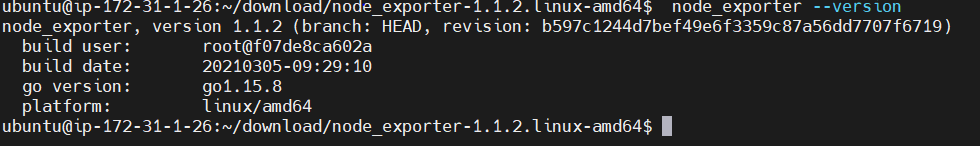 ubuntu@ip-172-31-1-26:~/download/node_exporter-1.1.2.linux-amd64$  node_exporter --version
node_exporter, version 1.1.2 (branch: HEAD, revision: b597c1244d7bef49e6f3359c87a56dd7707f6719)
  build user:       root@f07de8ca602a
  build date:       20210305-09:29:10
  go version:       go1.15.8
  platform:         linux/amd64
ubuntu@ip-172-31-1-26:~/download/node_exporter-1.1.2.linux-amd64$